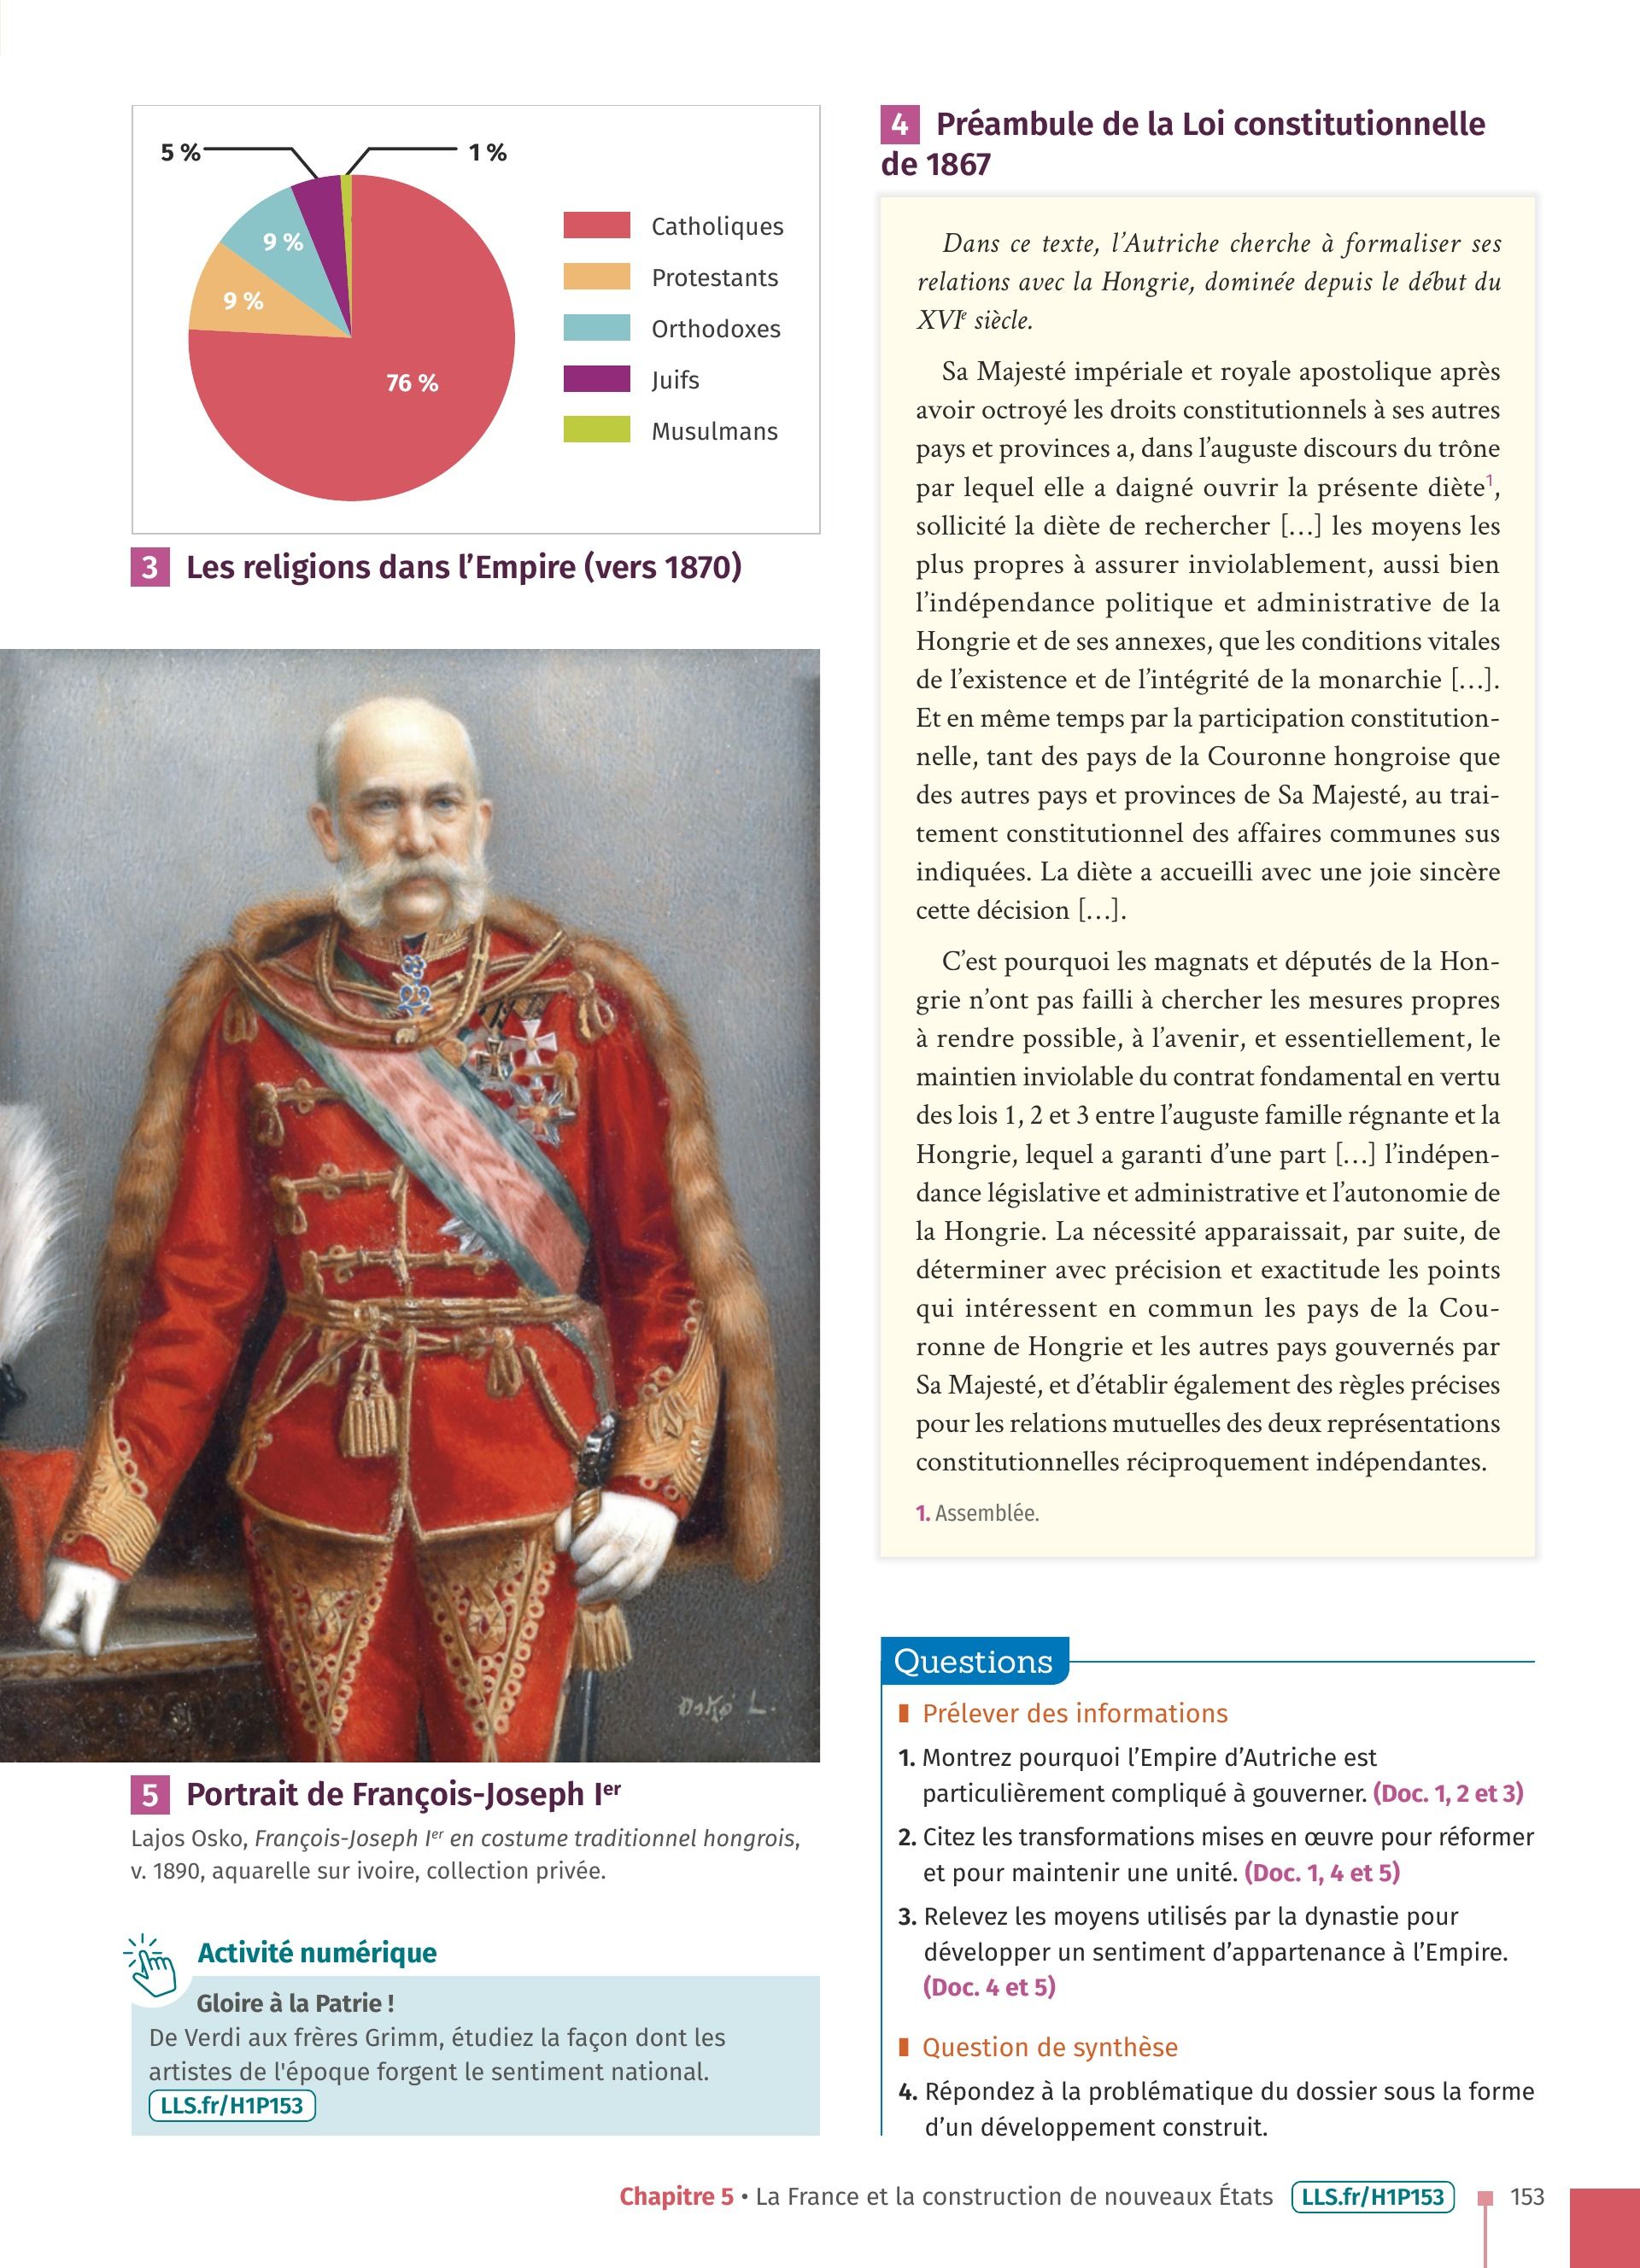 5 %
1 %
9 %
9 %
76 %
Catholiques
Protestants
Orthodoxes
Juifs
Musulmans
3 Les religions dans l’Empire (vers 1870)
Osko L.
5 Portrait de François-Joseph Ier
Lajos Osko, François-Joseph Ier en costume traditionnel hongrois,
v. 1890, aquarelle sur ivoire, collection privée.
Activité numérique
Gloire à la Patrie !
De Verdi aux frères Grimm, étudiez la façon dont les
artistes de l'époque forgent le sentiment national.
LLS.fr/H1P153
4 Préambule de la Loi constitutionnelle
de 1867
Dans ce texte, l’Autriche cherche à formaliser ses
relations avec la Hongrie, dominée depuis le début du
XVIe siècle.
Sa Majesté impériale et royale apostolique après
avoir octroyé les droits constitutionnels à ses autres
pays et provinces a, dans l’auguste discours du trône
par lequel elle a daigné ouvrir la présente diète1,
sollicité la diète de rechercher […] les moyens les
plus propres à assurer inviolablement, aussi bien
l’indépendance politique et administrative de la
Hongrie et de ses annexes, que les conditions vitales
de l’existence et de l’intégrité de la monarchie […].
Et en même temps par la participation constitution-
nelle, tant des pays de la Couronne hongroise que
des autres pays et provinces de Sa Majesté, au trai-
tement constitutionnel des affaires communes sus
indiquées. La diète a accueilli avec une joie sincère
cette décision […].
C’est pourquoi les magnats et députés de la Hon-
grie n’ont pas failli à chercher les mesures propres
à rendre possible, à l’avenir, et essentiellement, le
maintien inviolable du contrat fondamental en vertu
des lois 1, 2 et 3 entre l’auguste famille régnante et la
Hongrie, lequel a garanti d’une part […] l’indépen-
dance législative et administrative et l’autonomie de
la Hongrie. La nécessité apparaissait, par suite, de
déterminer avec précision et exactitude les points
qui intéressent en commun les pays de la Cou-
ronne de Hongrie et les autres pays gouvernés par
Sa Majesté, et d’établir également des règles précises
pour les relations mutuelles des deux représentations
constitutionnelles réciproquement indépendantes.
1. Assemblée.
Questions
Prélever des informations
1. Montrez pourquoi l’Empire d’Autriche est
particulièrement compliqué à gouverner. (Doc. 1, 2 et 3)
2. Citez les transformations mises en œuvre pour réformer
et pour maintenir une unité. (Doc. 1, 4 et 5)
3. Relevez les moyens utilisés par la dynastie pour
développer un sentiment d’appartenance à l’Empire.
(Doc. 4 et 5)
Question de synthèse
4. Répondez à la problématique du dossier sous la forme
d’un développement construit.
Chapitre 5 • La France et la construction de nouveaux États LLS.fr/H1P153 153